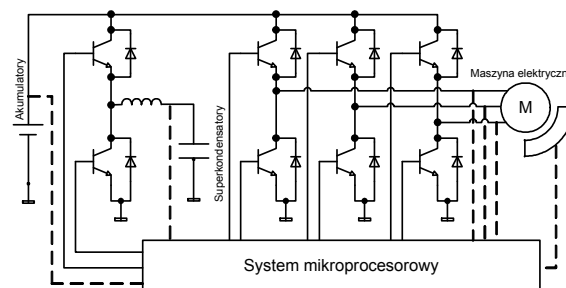 Akumulatory
Superkondensatory
Maszyna elektryczn
M
System mikroprocesorowy